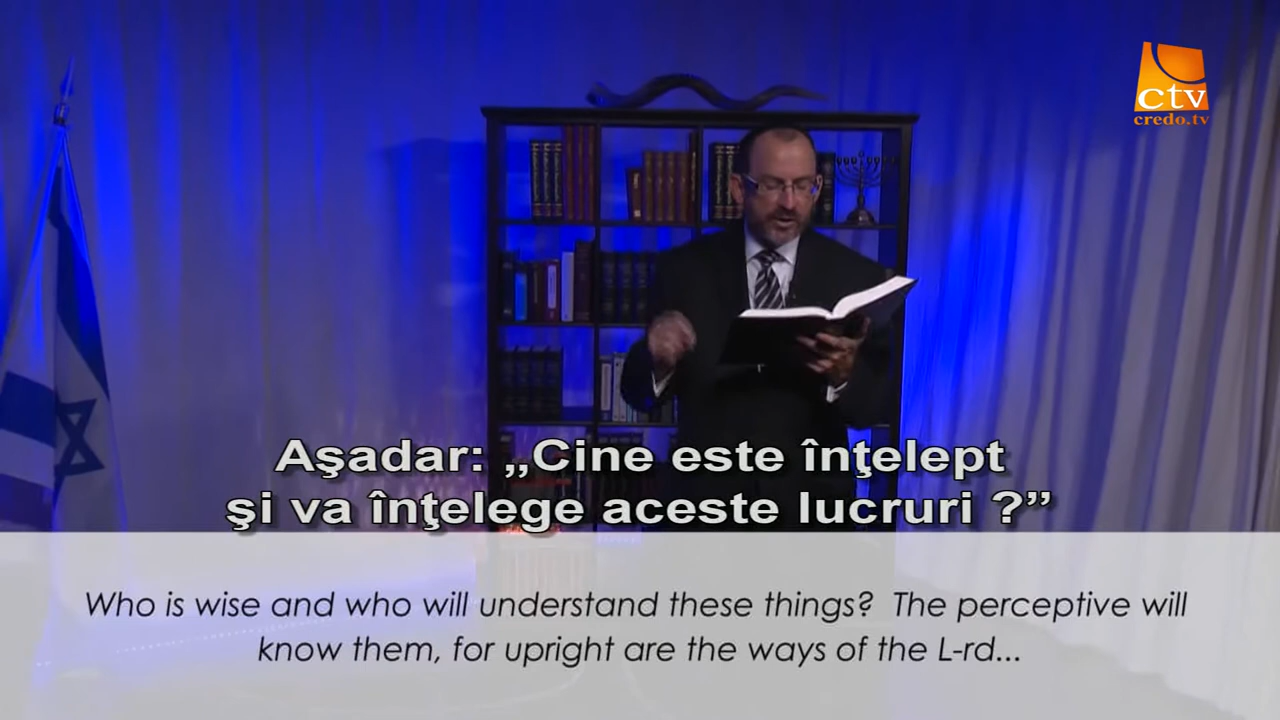 ctv
credo.tv
Aşadar: „Cine este înţelept
şi va înţelege aceste lucruri ?”
Who is wise and who will understand these things?  The perceptive will
know them, for upright are the ways of the L-rd...